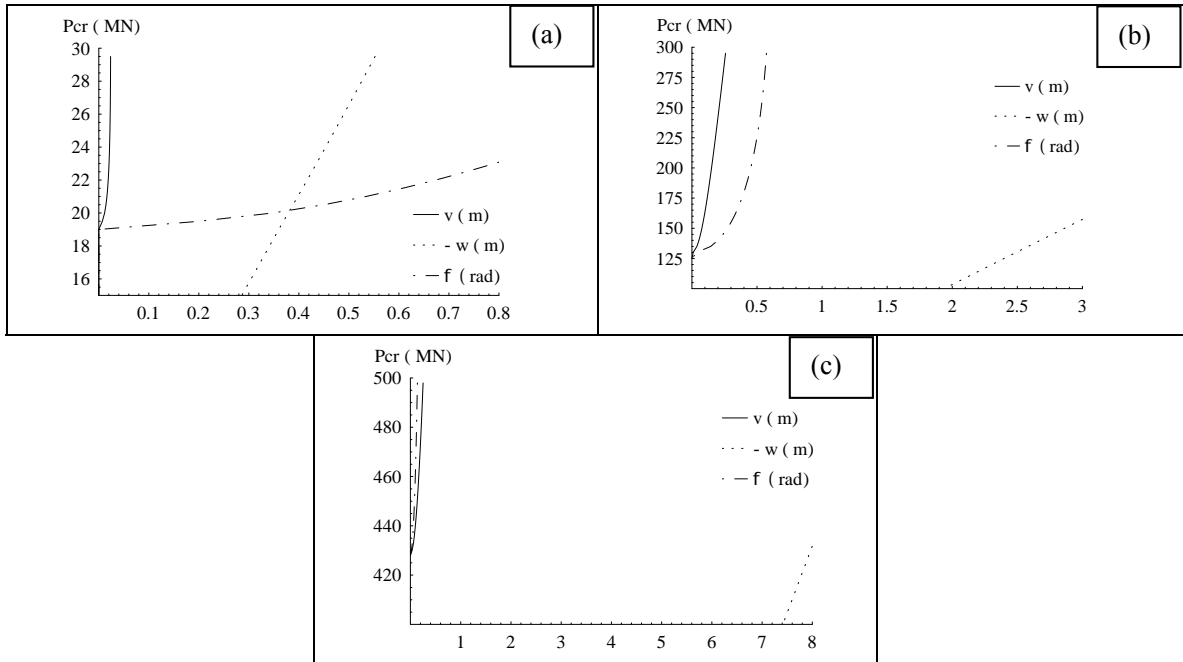 (a)
Pcr ( MN)
30
28
26
24
22
20
18
16
0.1 0.2 0.3 0.4 0.5 0.6 0.7 0.8
v ( m)
- w ( m)
f ( rad)
(b)
Pcr ( MN)
300
275
250
225
200
175
150
125
0.5 1 1.5 2 2.5 3
v ( m)
- w ( m)
f ( rad)
(c)
Pcr ( MN)
500
480
460
440
420
1 2 3 4 5 6 7 8
v ( m)
- w ( m)
f ( rad)